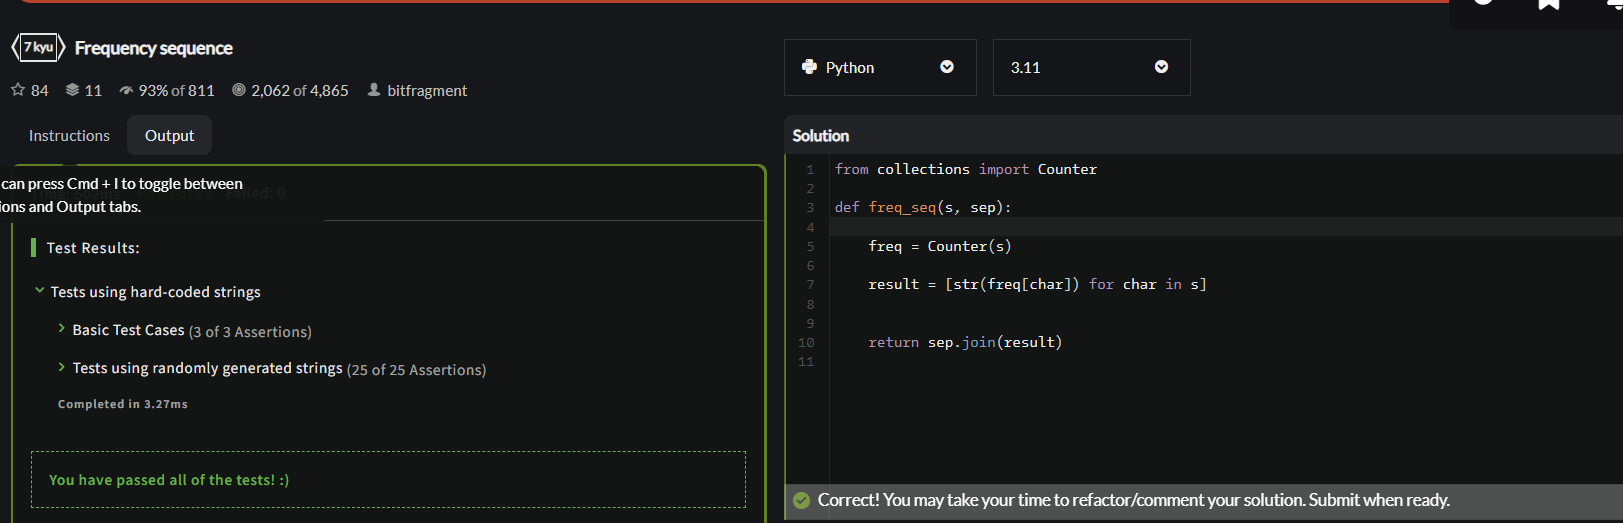 7 kyu Frequency sequence
84 11 93% of 811 2,062 of 4,865 bitfragment
Instructions Output
can press Cmd + I to toggle between
ions and Output tabs.
ailed: 0
Test Results:
Tests using hard-coded strings
Basic Test Cases (3 of 3 Assertions)
Tests using randomly generated strings (25 of 25 Assertions)
Completed in 3.27ms
You have passed all of the tests! :)
Python 3.11
Solution
1 from collections import Counter
2
3 def freq_seq(s, sep):
4
5 freq = Counter(s)
6
7 result = [str(freq[char]) for char in s]
8
9
10 return sep.join(result)
11
Correct! You may take your time to refactor/comment your solution. Submit when ready.